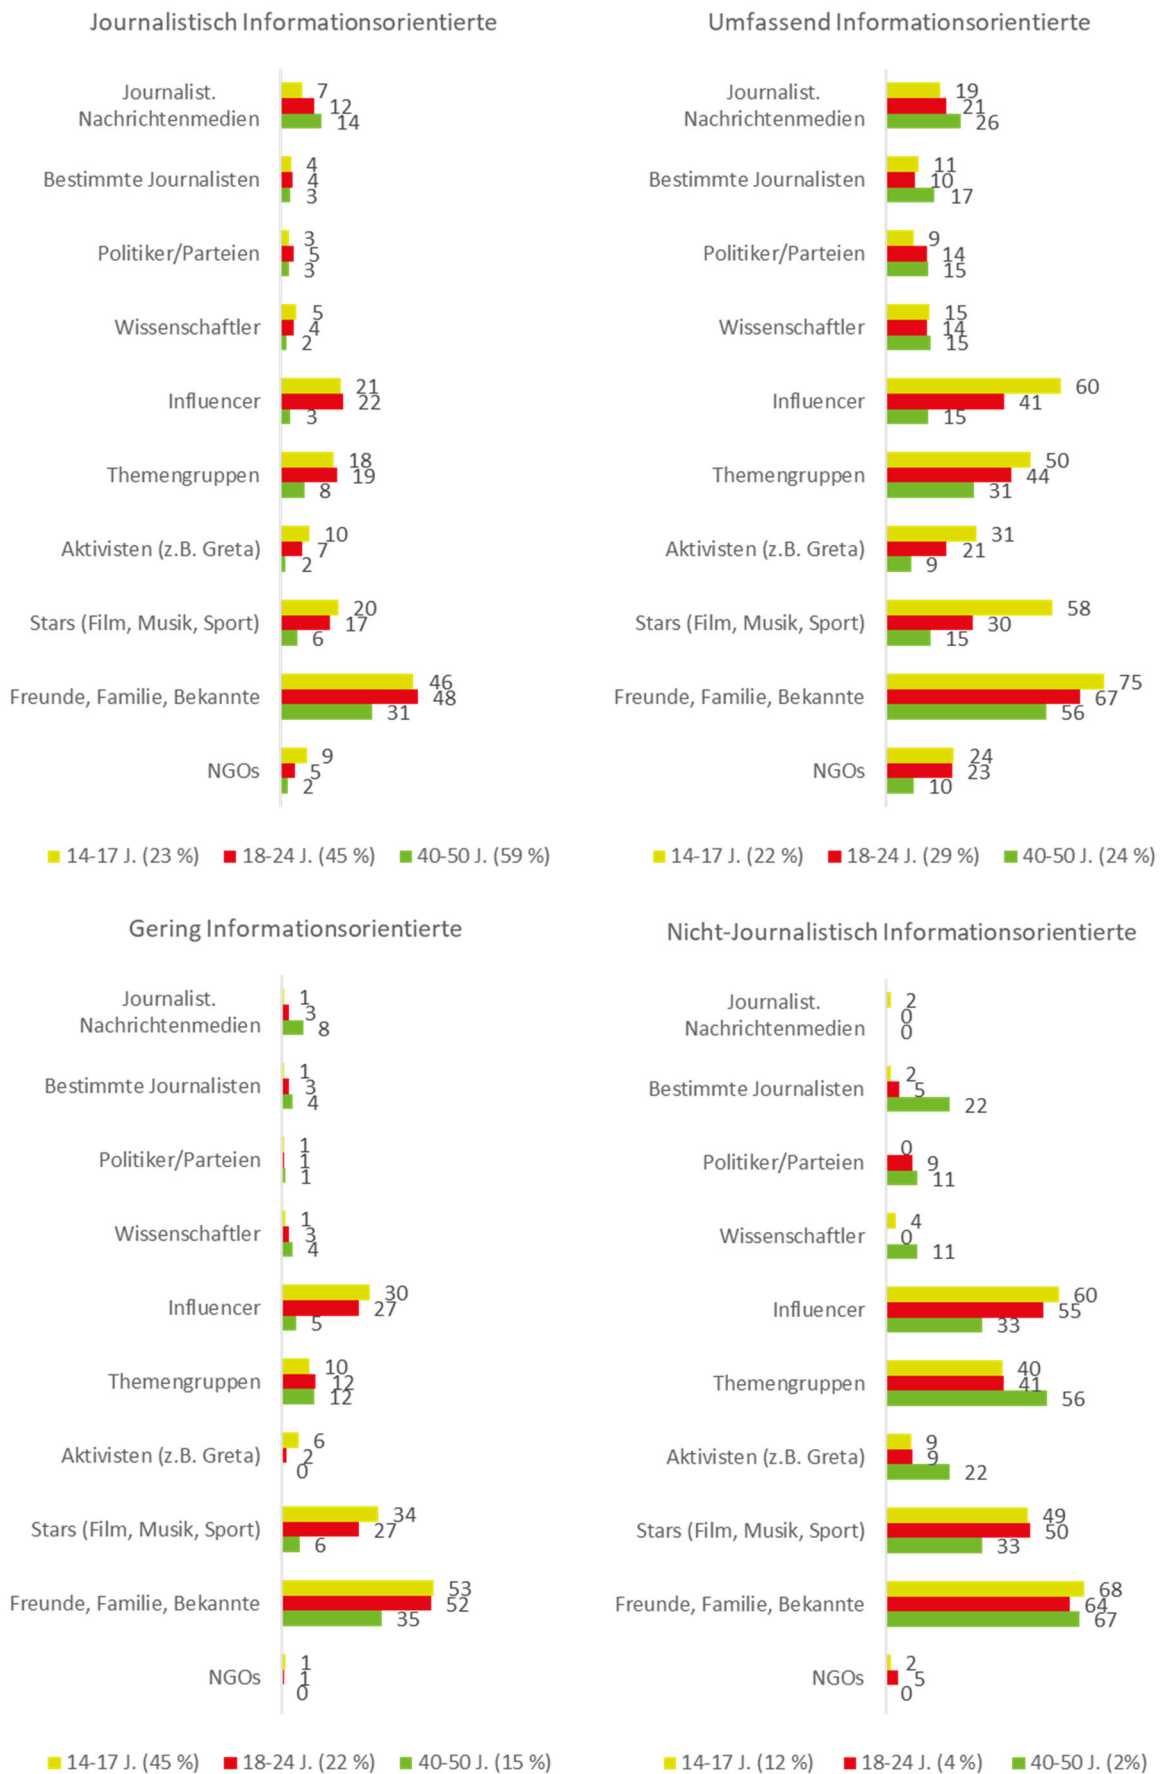 Journalistisch Informationsorientierte
Journalist.
Nachrichtenmedien
7
12
14
Bestimmte Journalisten
4
4
3
Politiker/Parteien
3
5
3
Wissenschaftler
5
4
2
Influencer
21
22
3
Themengruppen
18
19
8
Aktivisten (z.B. Greta)
10
7
2
Stars (Film, Musik, Sport)
20
17
6
Freunde, Familie, Bekannte
46
48
31
NGOs
9
5
2
14-17 J. (23 %) 18-24 J. (45 %) 40-50 J. (59 %)
Umfassend Informationsorientierte
Journalist.
Nachrichtenmedien
19
21
26
Bestimmte Journalisten
11
10
17
Politiker/Parteien
9
14
15
Wissenschaftler
15
14
15
Influencer
60
41
15
Themengruppen
50
44
31
Aktivisten (z.B. Greta)
31
21
9
Stars (Film, Musik, Sport)
58
30
15
Freunde, Familie, Bekannte
75
67
56
NGOs
24
23
10
14-17 J. (22 %) 18-24 J. (29 %) 40-50 J. (24 %)
Gering Informationsorientierte
Journalist.
Nachrichtenmedien
1
3
8
Bestimmte Journalisten
1
3
4
Politiker/Parteien
1
1
1
Wissenschaftler
1
3
4
Influencer
30
27
5
Themengruppen
10
12
12
Aktivisten (z.B. Greta)
6
2
0
Stars (Film, Musik, Sport)
34
27
6
Freunde, Familie, Bekannte
53
52
35
NGOs
1
1
0
14-17 J. (45 %) 18-24 J. (22 %) 40-50 J. (15 %)
Nicht-Journalistisch Informationsorientierte
Journalist.
Nachrichtenmedien
2
0
0
Bestimmte Journalisten
2
5
22
Politiker/Parteien
0
9
11
Wissenschaftler
4
0
11
Influencer
60
55
33
Themengruppen
40
41
56
Aktivisten (z.B. Greta)
9
9
22
Stars (Film, Musik, Sport)
49
50
33
Freunde, Familie, Bekannte
68
64
67
NGOs
2
5
0
14-17 J. (12 %) 18-24 J. (4 %) 40-50 J. (2%)